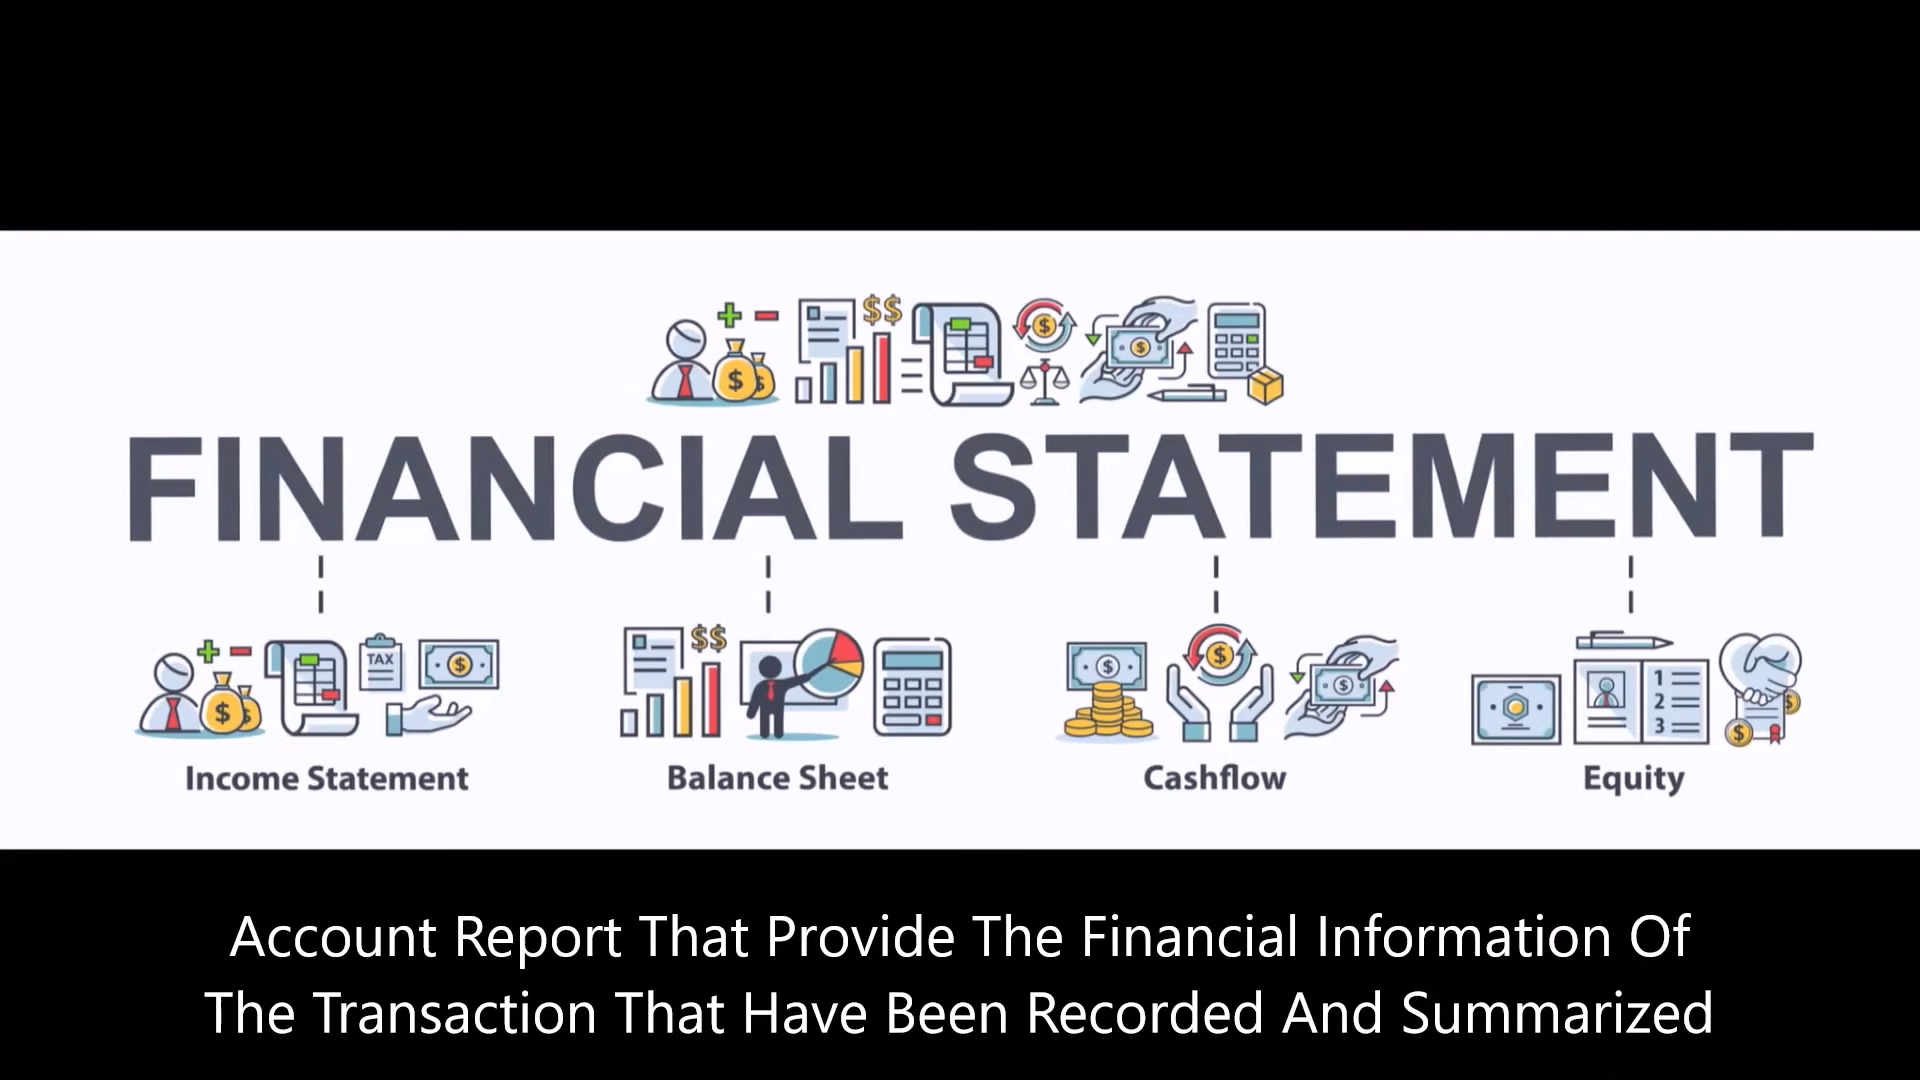 $$
$
$
$
$
FINANCIAL STATEMENT
$$
TAX
$
$
$
$
$
$
1
2
3
$
$
Income Statement
Balance Sheet
Cashflow
Equity
Account Report That Provide The Financial Information Of
The Transaction That Have Been Recorded And Summarized